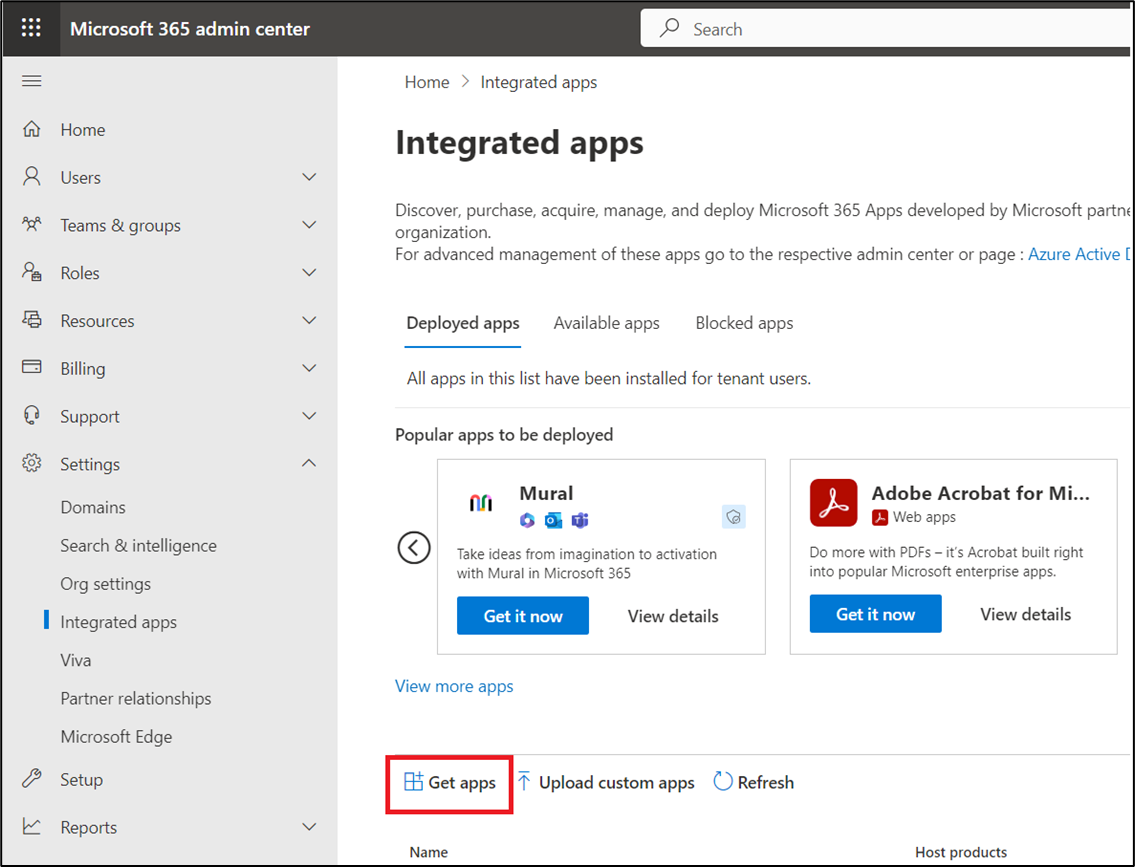 Microsoft 365 admin center
Search
Home
Users
Teams & groups
Roles
Resources
Billing
Support
Settings
Domains
Search & intelligence
Org settings
Integrated apps
Viva
Partner relationships
Microsoft Edge
Setup
Reports
Home > Integrated apps
Integrated apps
Discover, purchase, acquire, manage, and deploy Microsoft 365 Apps developed by Microsoft partne
organization.
For advanced management of these apps go to the respective admin center or page : Azure Active D
Deployed apps Available apps Blocked apps
All apps in this list have been installed for tenant users.
Popular apps to be deployed
Mural
Take ideas from imagination to activation
with Mural in Microsoft 365
Get it now View details
Adobe Acrobat for Mi...
Web apps
Do more with PDFs – it's Acrobat built right
into popular Microsoft enterprise apps.
Get it now View details
View more apps
Get apps Upload custom apps Refresh
Name Host products